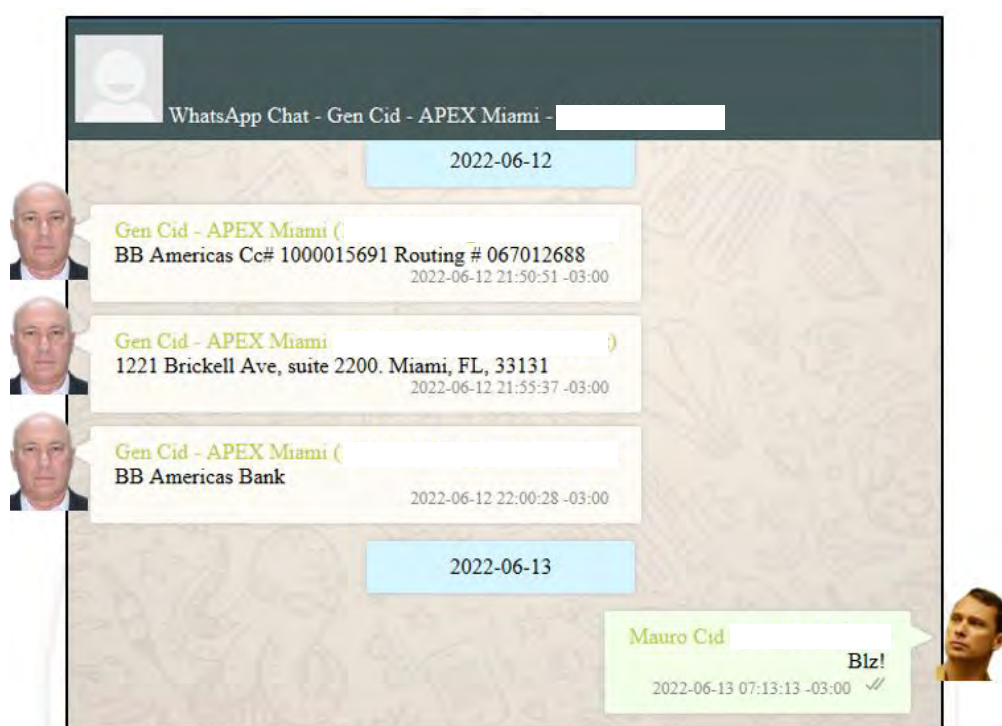 WhatsApp Chat - Gen Cid - APEX Miami -
2022-06-12
Gen Cid - APEX Miami (
BB Americas Cc# 1000015691 Routing # 067012688
2022-06-12 21:50:51 -03:00
Gen Cid - APEX Miami )
1221 Brickell Ave, suite 2200. Miami, FL, 33131
2022-06-12 21:55:37 -03:00
Gen Cid - APEX Miami (
BB Americas Bank
2022-06-12 22:00:28 -03:00
2022-06-13
Mauro Cid
Blz!
2022-06-13 07:13:13 -03:00